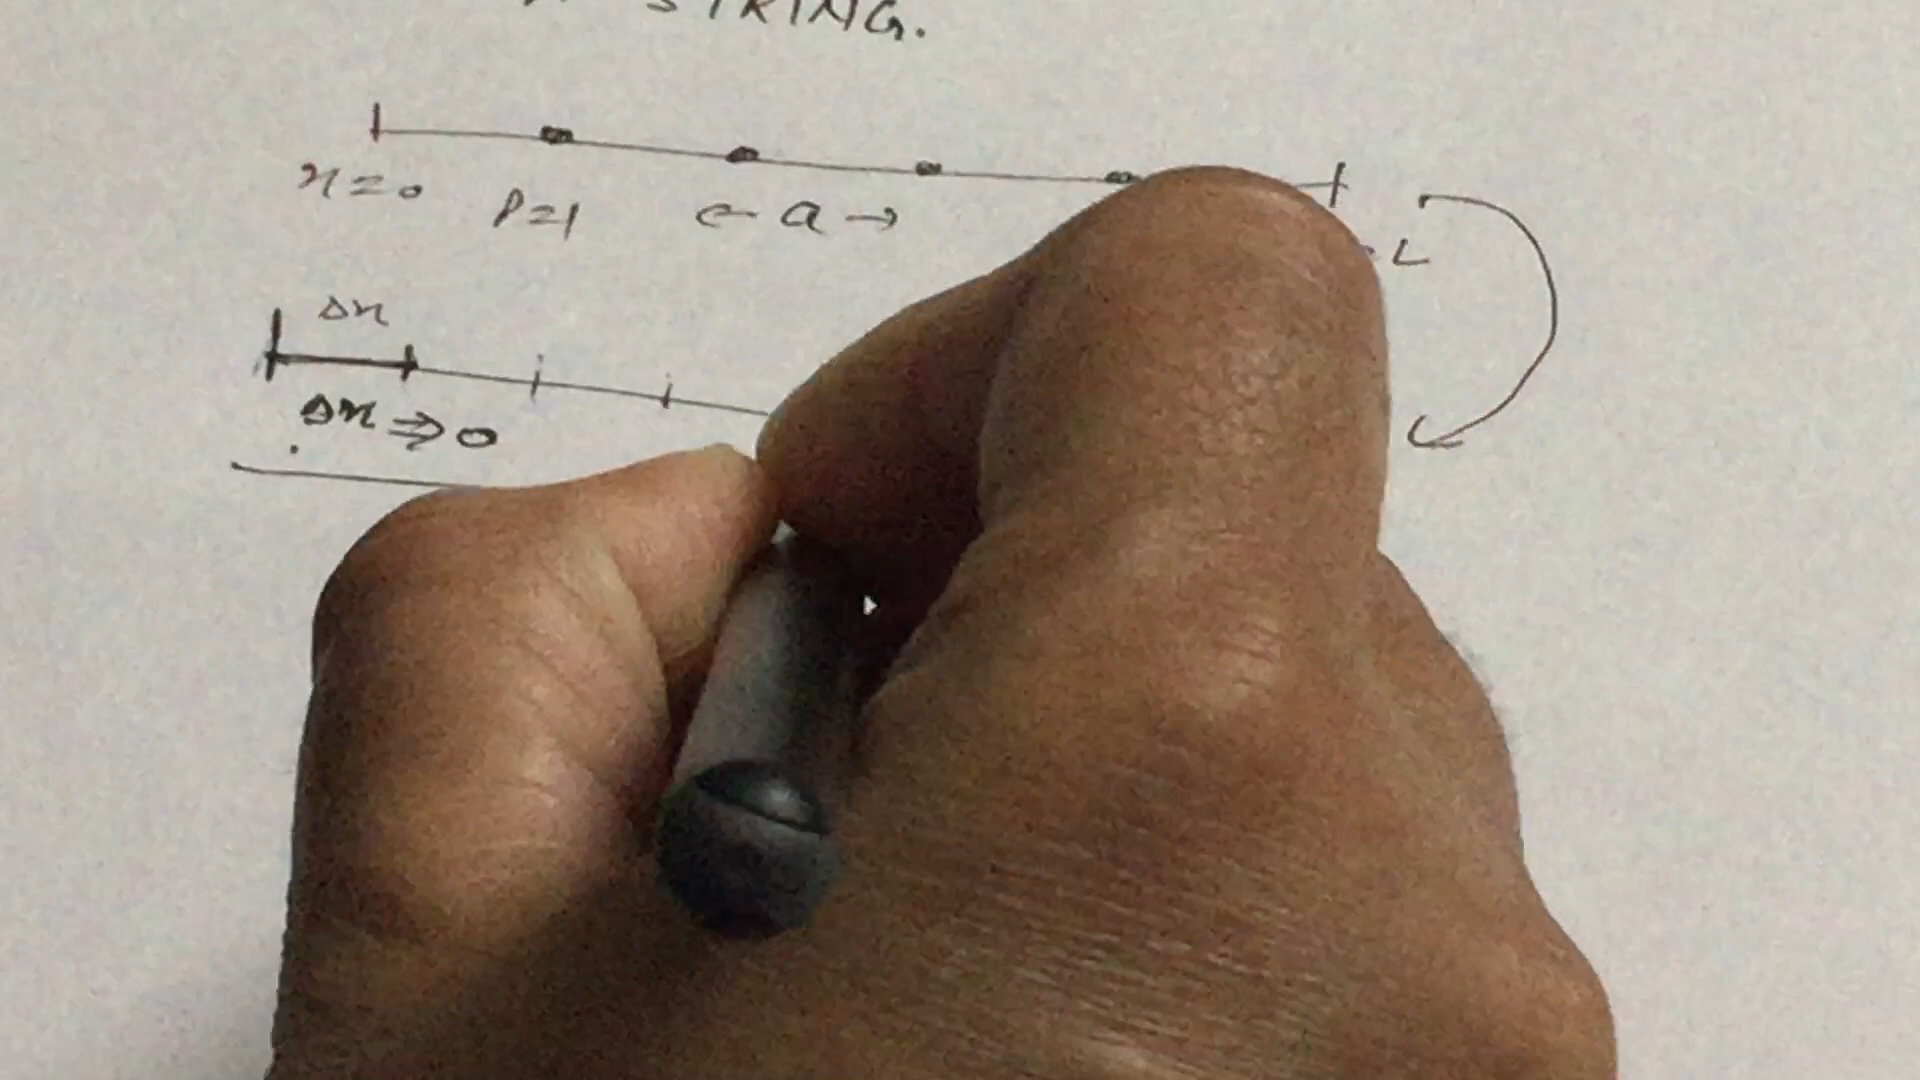 STRING.
x=0 P=1 ← a → L
Δx
Δx ⇒ 0